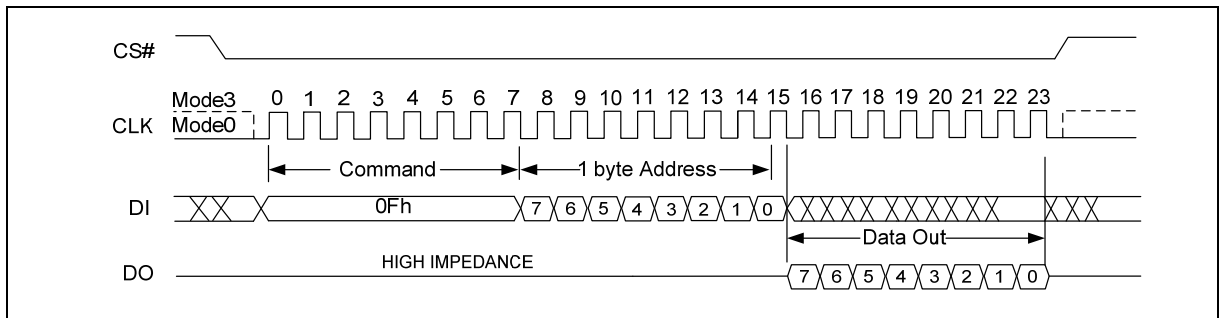 CS#
Mode3 0 1 2 3 4 5 6 7 8 9 10 11 12 13 14 15 16 17 18 19 20 21 22 23
CLK Mode0
Command 1 byte Address
DI 0Fh 7 6 5 4 3 2 1 0
Data Out
DO HIGH IMPEDANCE 7 6 5 4 3 2 1 0